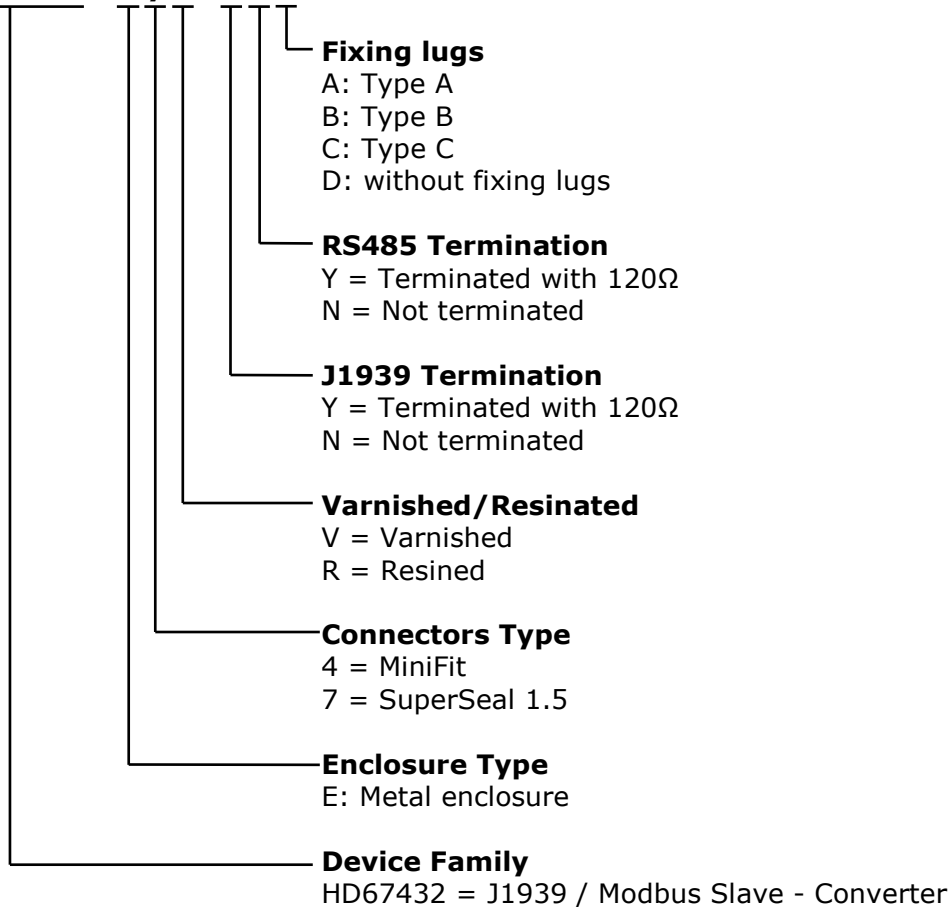 Fixing lugs
A: Type A
B: Type B
C: Type C
D: without fixing lugs
RS485 Termination
Y = Terminated with 120Ω
N = Not terminated
J1939 Termination
Y = Terminated with 120Ω
N = Not terminated
Varnished/Resinated
V = Varnished
R = Resined
Connectors Type
4 = MiniFit
7 = SuperSeal 1.5
Enclosure Type
E: Metal enclosure
Device Family
HD67432 = J1939 / Modbus Slave - Converter